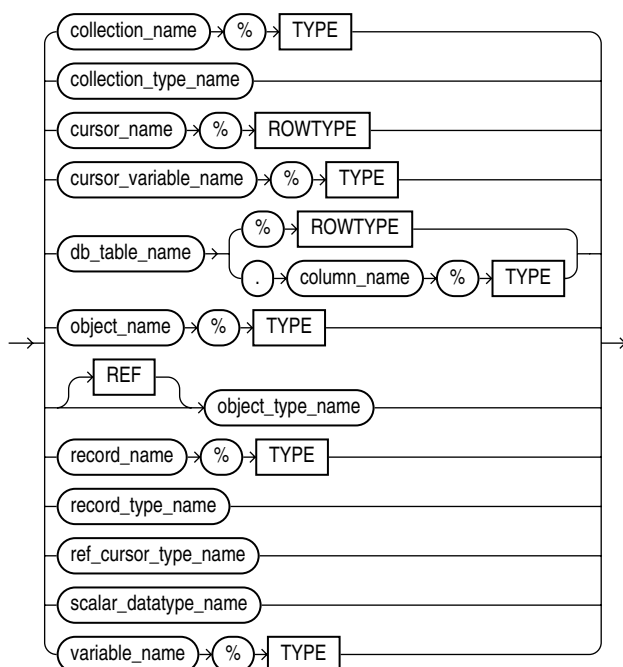 collection_name % TYPE
collection_type_name
cursor_name % ROWTYPE
cursor_variable_name % TYPE
% ROWTYPE
db_table_name
. column_name % TYPE
object_name % TYPE
REF
object_type_name
record_name % TYPE
record_type_name
ref_cursor_type_name
scalar_datatype_name
variable_name % TYPE